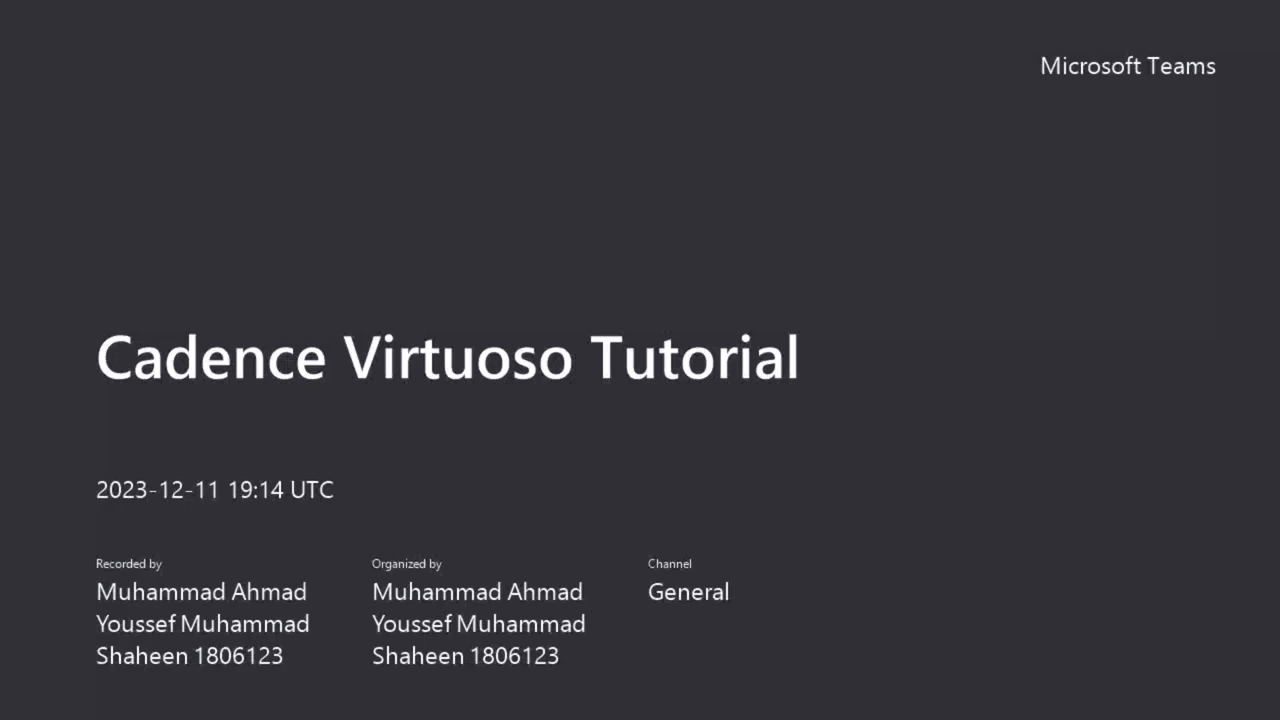 Microsoft Teams
Cadence Virtuoso Tutorial
2023-12-11 19:14 UTC
Recorded by
Muhammad Ahmad
Youssef Muhammad
Shaheen 1806123
Organized by
Muhammad Ahmad
Youssef Muhammad
Shaheen 1806123
Channel
General